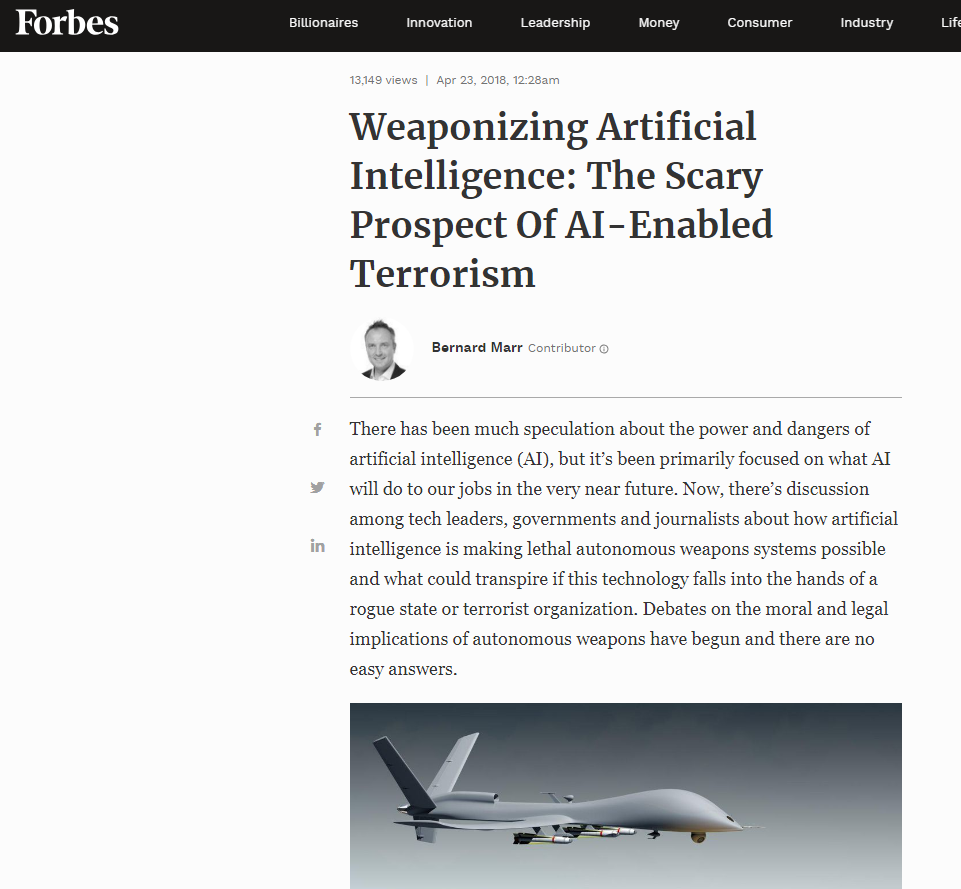 Forbes
Billionaires Innovation Leadership Money Consumer Industry Life
13,149 views | Apr 23, 2018, 12:28am
Weaponizing Artificial
Intelligence: The Scary
Prospect Of AI-Enabled
Terrorism
Bernard Marr Contributor
There has been much speculation about the power and dangers of
artificial intelligence (AI), but it’s been primarily focused on what AI
will do to our jobs in the very near future. Now, there’s discussion
among tech leaders, governments and journalists about how artificial
intelligence is making lethal autonomous weapons systems possible
and what could transpire if this technology falls into the hands of a
rogue state or terrorist organization. Debates on the moral and legal
implications of autonomous weapons have begun and there are no
easy answers.